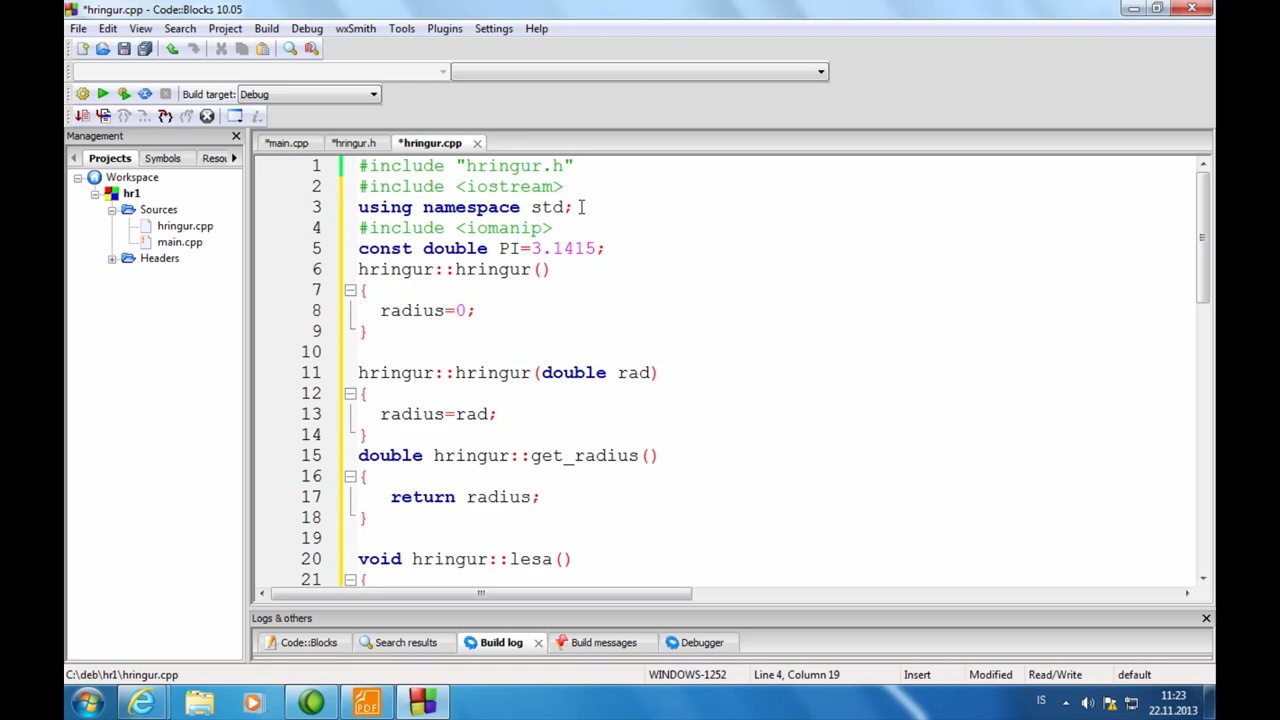 *hringur.cpp - Code::Blocks 10.05
File Edit View Search Project Build Debug wxSmith Tools Plugins Settings Help
Build target: Debug
Management
Projects Symbols Resou
*main.cpp *hringur.h *hringur.cpp
Workspace
hr1
Sources
hringur.cpp
main.cpp
Headers
1 #include "hringur.h"
2 #include <iostream>
3 using namespace std;
4 #include <iomanip>
5 const double PI=3.1415;
6 hringur::hringur()
7 {
8 radius=0;
9 }
10
11 hringur::hringur(double rad)
12 {
13 radius=rad;
14 }
15 double hringur::get_radius()
16 {
17 return radius;
18 }
19
20 void hringur::lesa()
21 {
Logs & others
Code::Blocks Search results Build log Build messages Debugger
C:\deb\hr1\hringur.cpp WINDOWS-1252 Line 4, Column 19 Insert Modified Read/Write default
PDF IS 11:23
22.11.2013